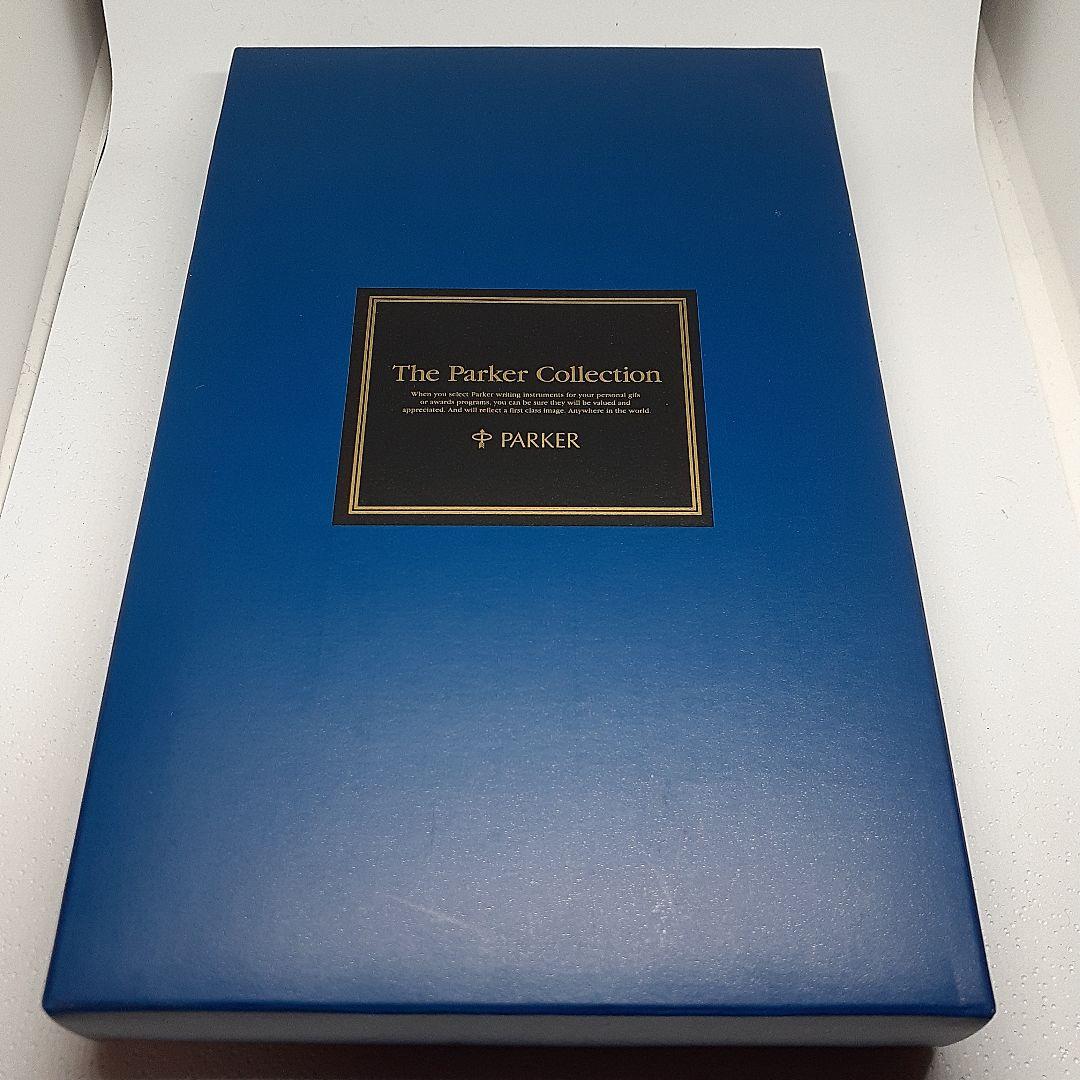 The Parker Collection
When you select Parker writing instruments for your personal gifs
or awards programs, you can be sure they will be valued and
appreciated. And will reflect a first class image. Anywhere in the world.
PARKER